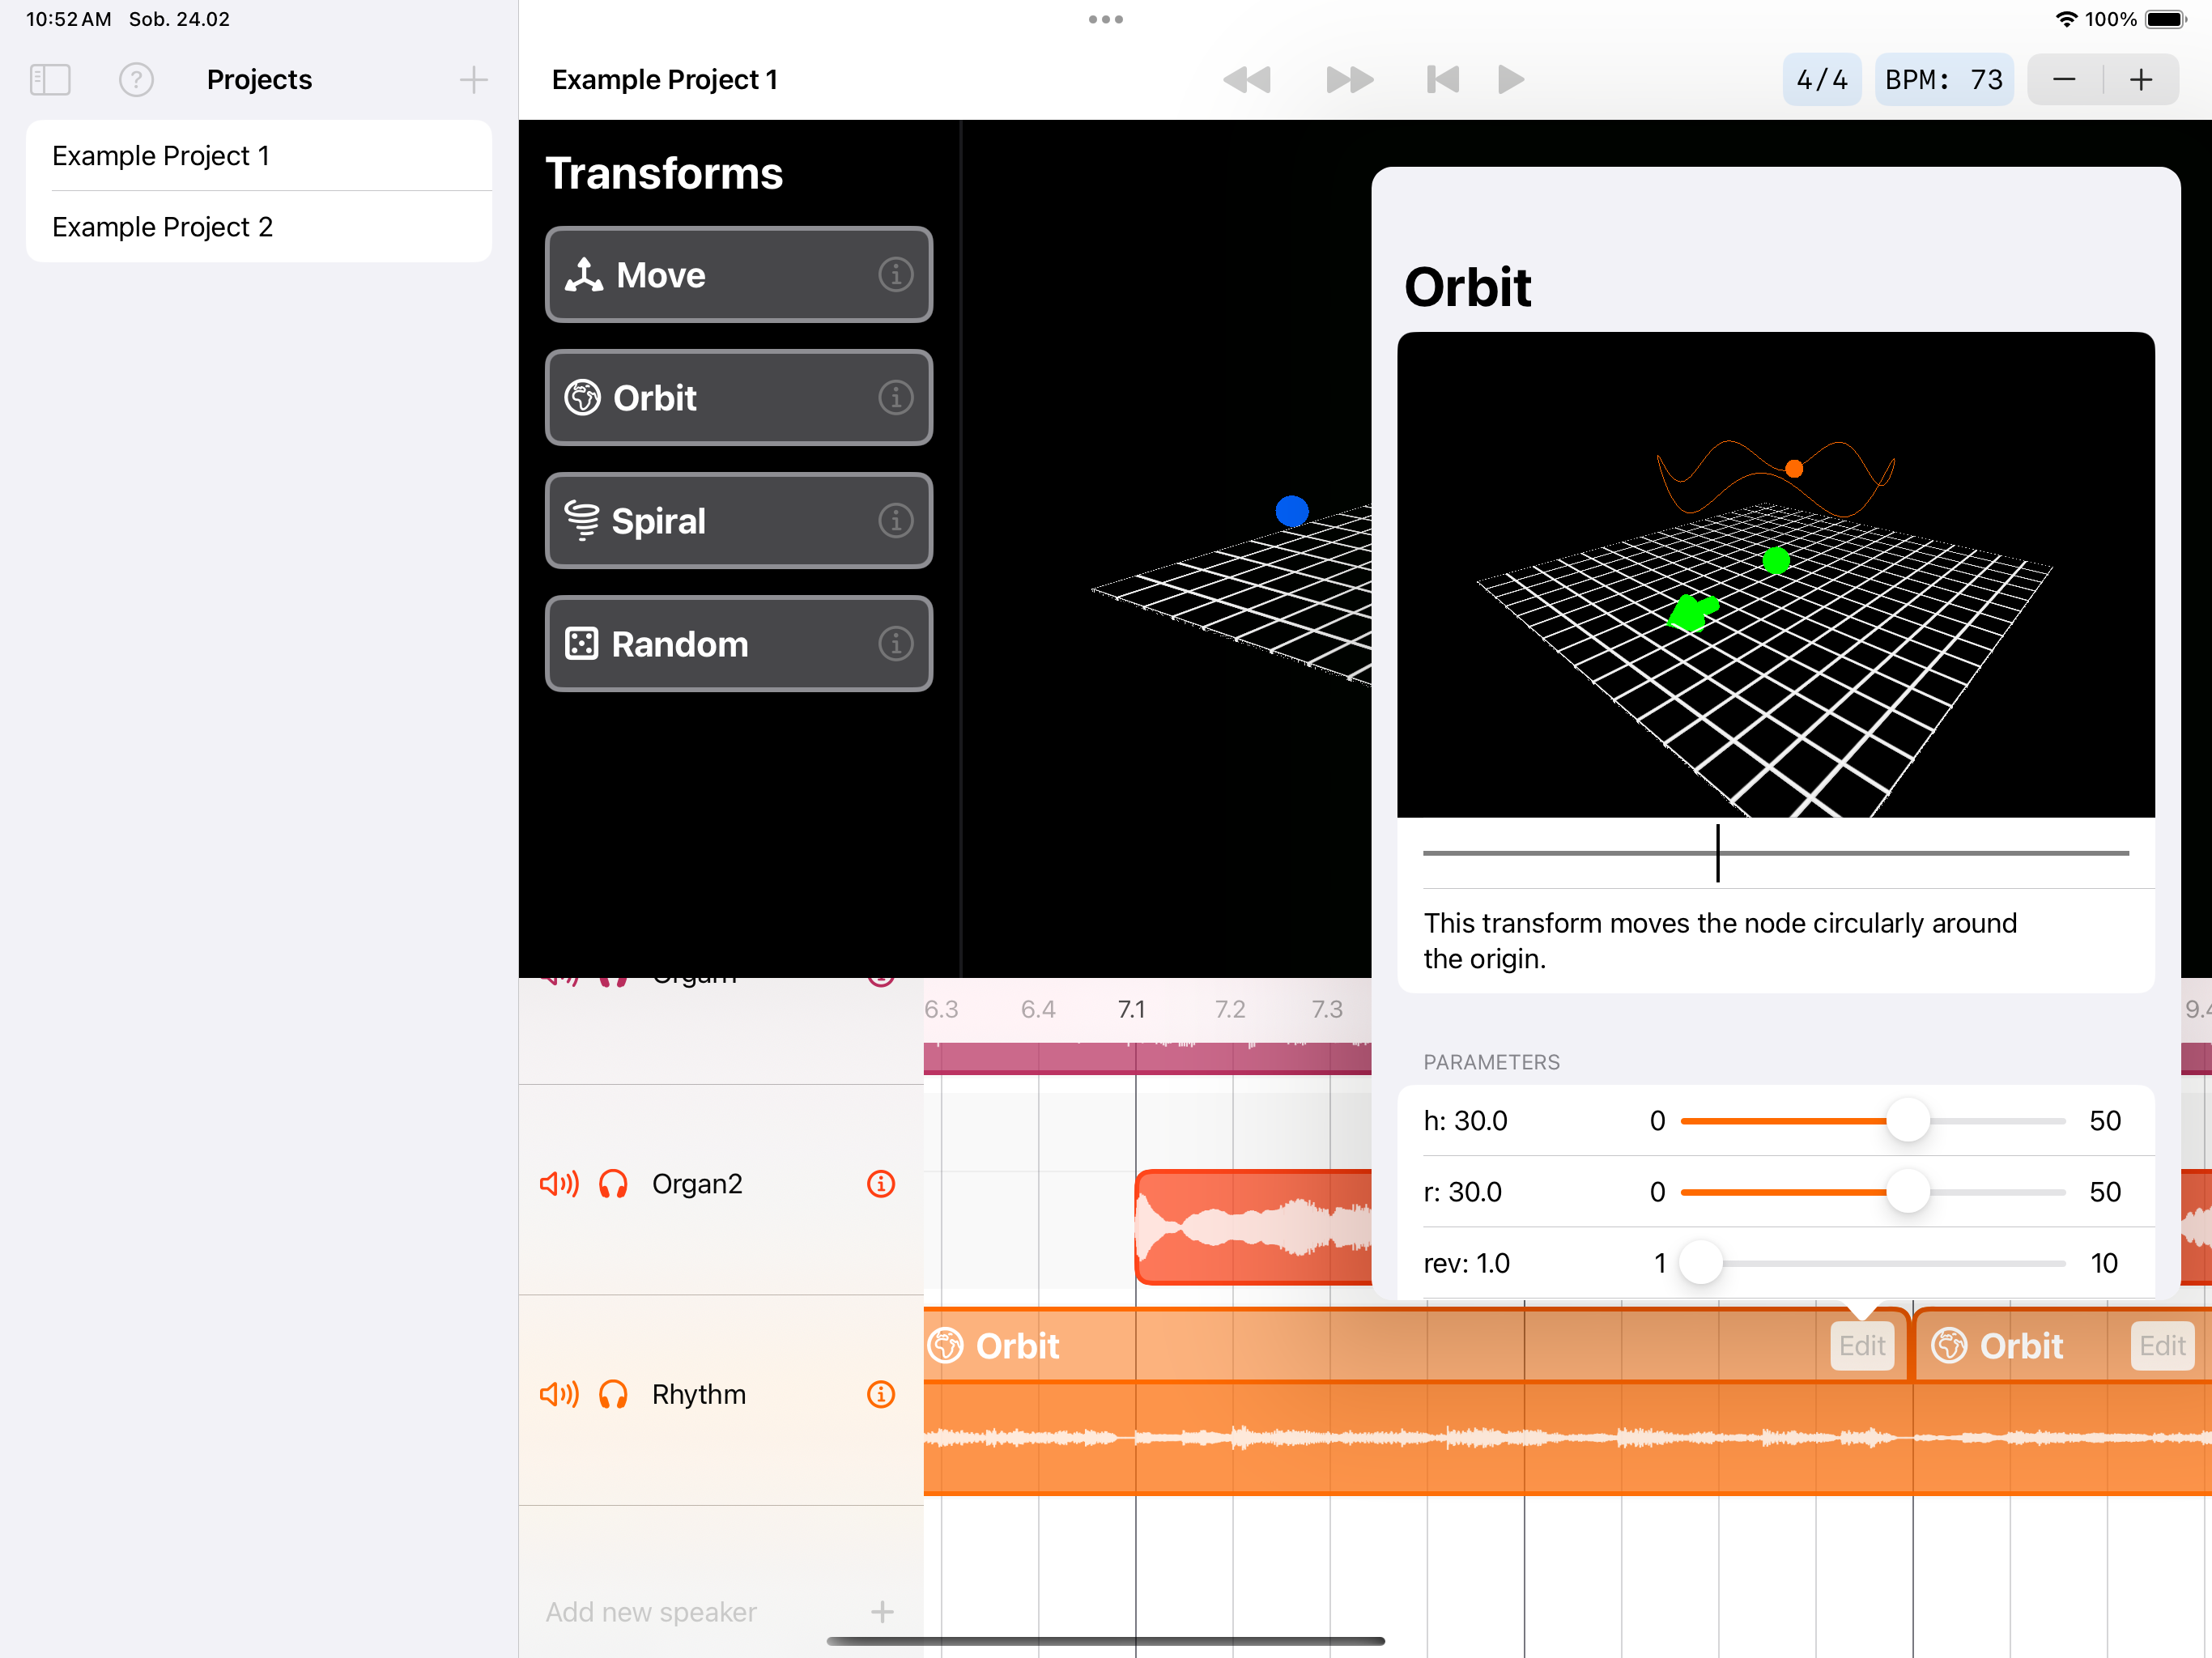 10:52 AM Sob. 24.02
100%
Projects
Example Project 1
Example Project 2
Example Project 1
4/4
BPM: 73
Transforms
Move
Orbit
Spiral
Random
Orbit
This transform moves the node circularly around
the origin.
PARAMETERS
h: 30.0 0 50
r: 30.0 0 50
rev: 1.0 1 10
6.3 6.4 7.1 7.2 7.3
Organ2
Rhythm
Orbit Edit Orbit Edit
Add new speaker